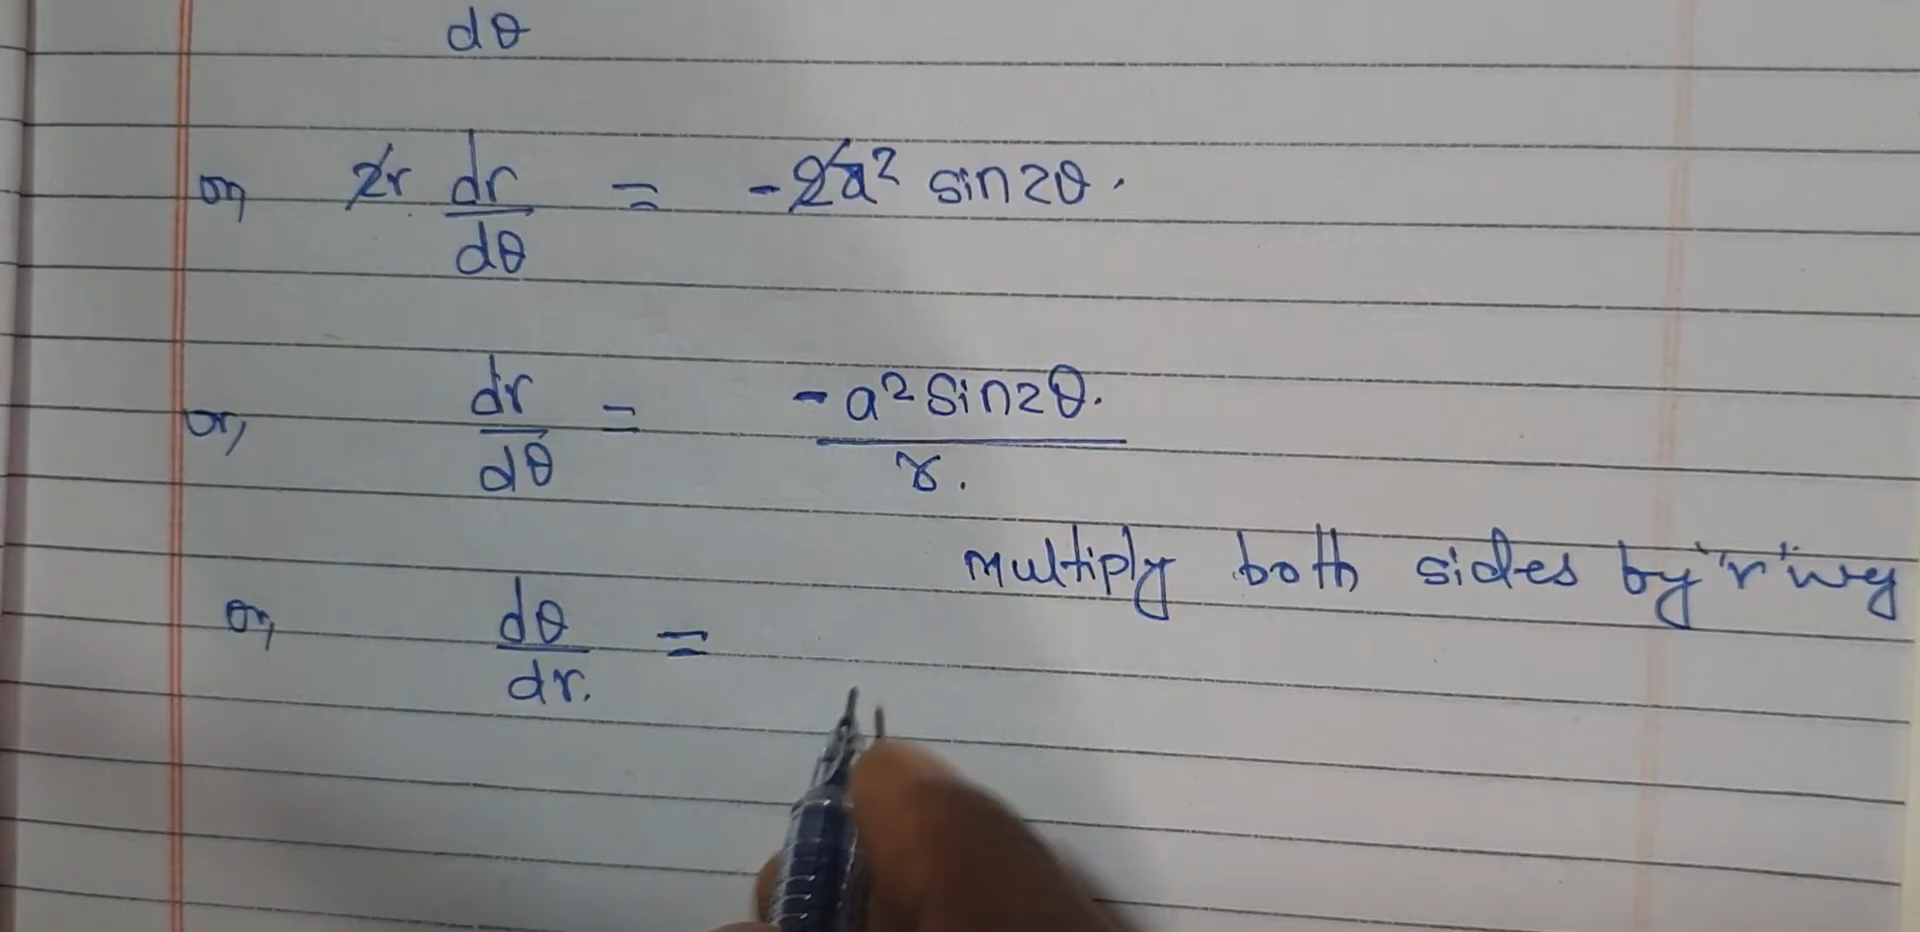 dθ
or, 2r dr/dθ = -2a² sin2θ.
or, dr/dθ = -a² sin2θ. / r.
multiply both sides by "r" wey
or, dθ/dr. =